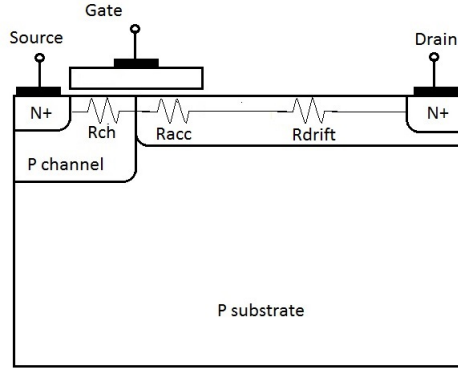 Gate
Source
Drain
N+
N+
Rch
Racc
Rdrift
P channel
P substrate